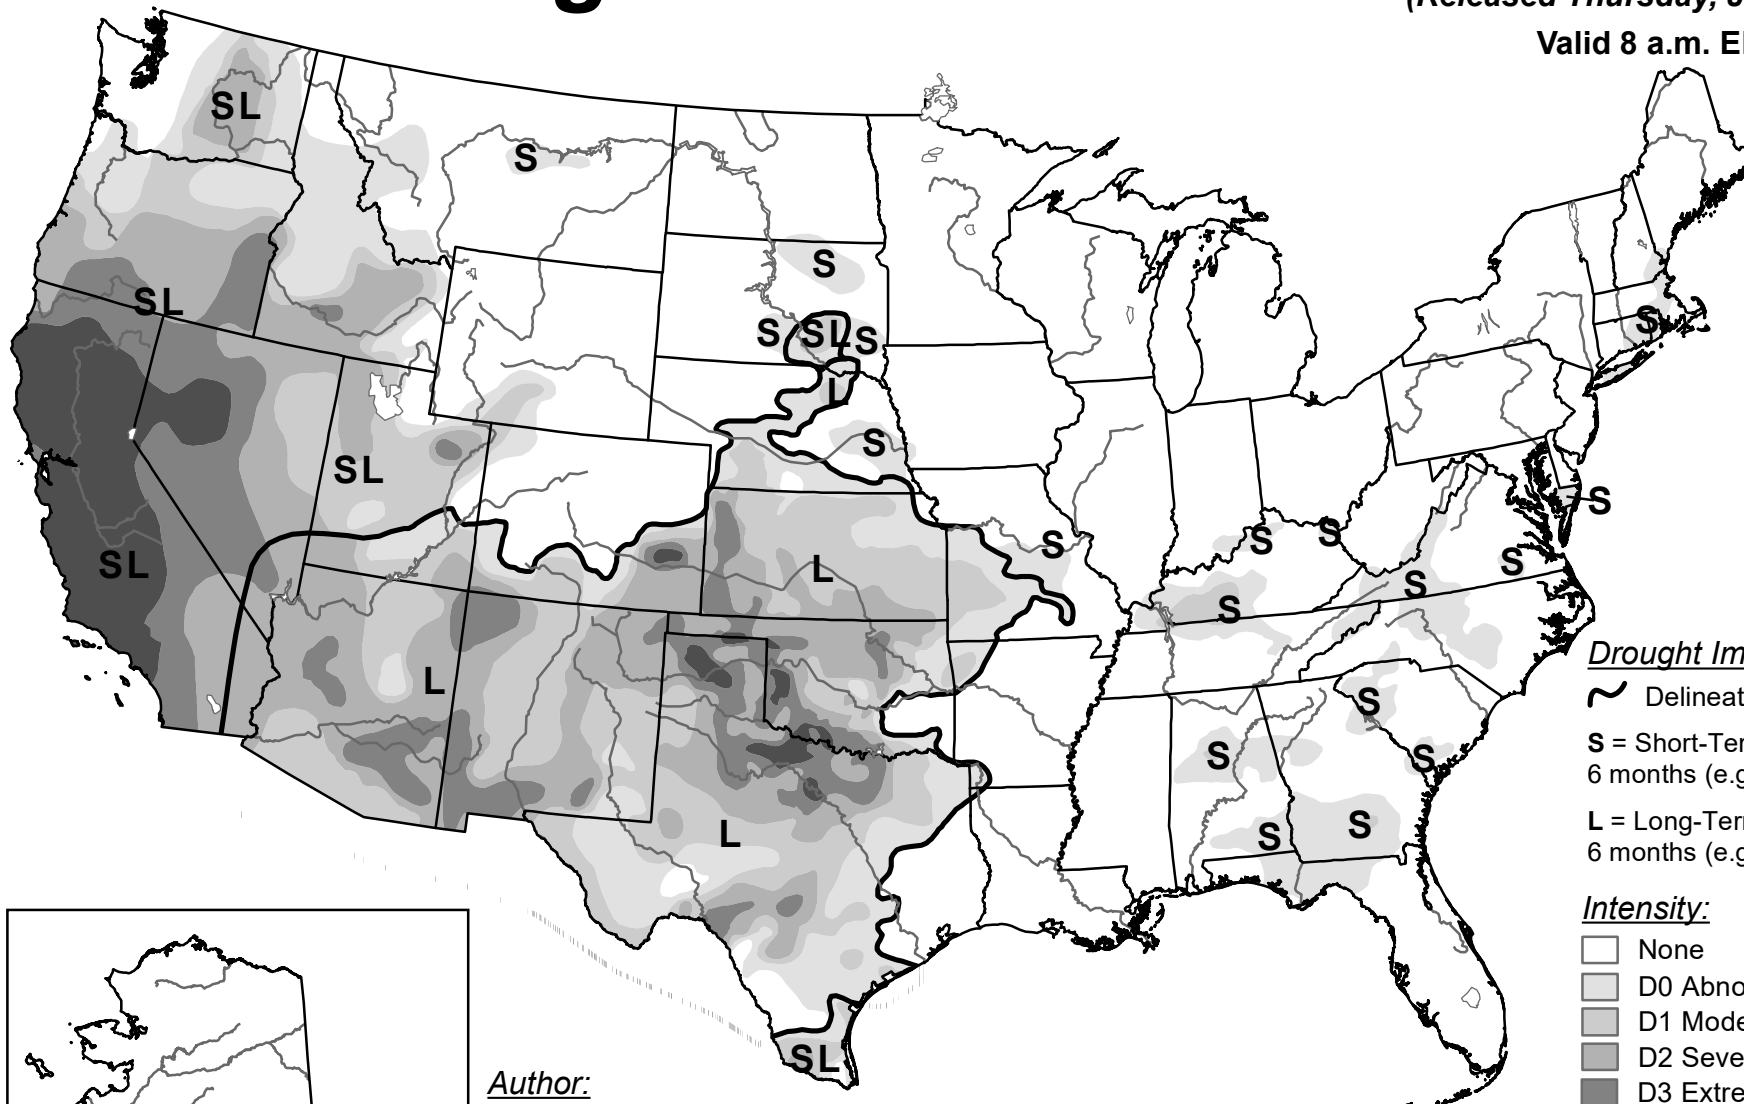 g
(Released Thursday, J
Valid 8 a.m. E
SL
S
S
SL
S
SL
S
L
S
SL
S
S
S
S
S
SL
L
S
S
S
L
S
Drought Im
Delineat
S
S
S = Short-Ter
6 months (e.g
L
S
S
L = Long-Terr
6 months (e.g
Intensity:
None
D0 Abno
D1 Mode
SL
D2 Seve
Author:
D3 Extre